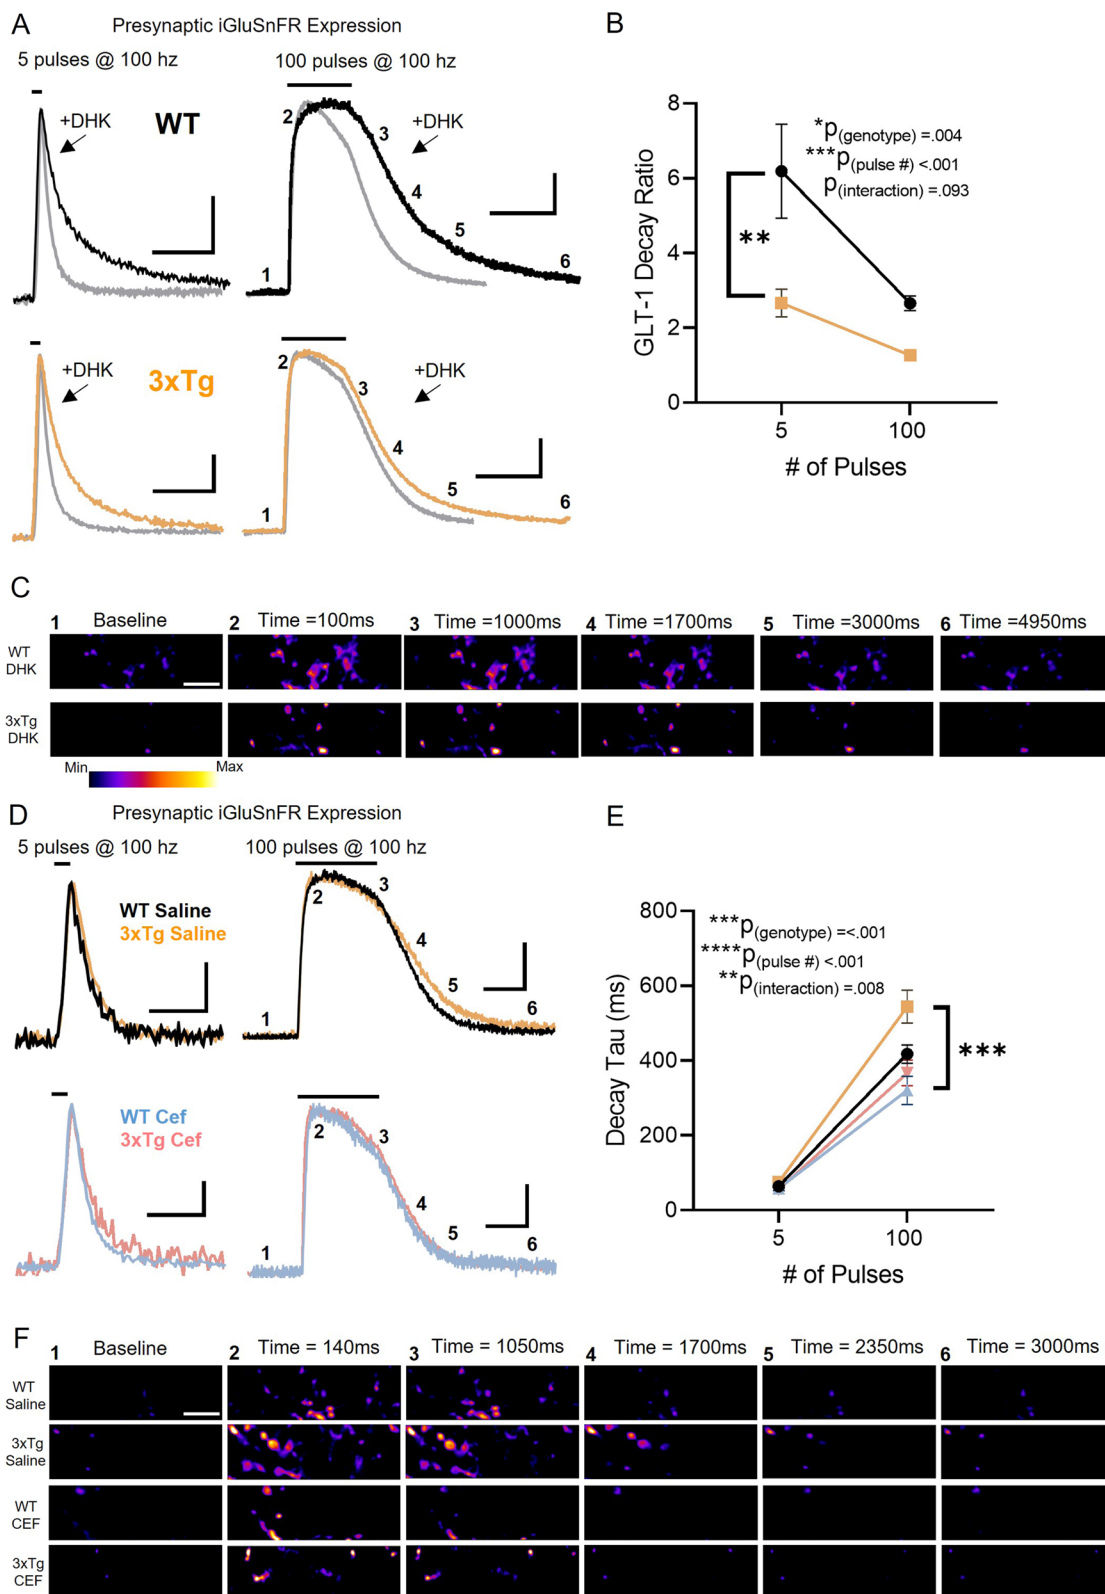 A
Presynaptic iGluSnFR Expression
5 pulses @ 100 hz
100 pulses @ 100 hz
+DHK
WT
2
3
+DHK
4
5
1
6
+DHK
3xTg
2
3
+DHK
4
5
1
6
B
GLT-1 Decay Ratio
8
6
4
2
0
*p(genotype) =.004
***p(pulse #) <.001
p(interaction) =.093
**
5
100
# of Pulses
C
1 Baseline
2 Time =100ms
3 Time =1000ms
4 Time =1700ms
5 Time =3000ms
6 Time =4950ms
WT
DHK
3xTg
DHK
Min
Max
D
Presynaptic iGluSnFR Expression
5 pulses @ 100 hz
100 pulses @ 100 hz
WT Saline
3xTg Saline
2
3
4
5
1
6
WT Cef
3xTg Cef
2
3
4
5
1
6
E
Decay Tau (ms)
800
600
400
200
0
***p(genotype) =<.001
****p(pulse #) <.001
**p(interaction) =.008
***
5
100
# of Pulses
F
1 Baseline
2 Time = 140ms
3 Time = 1050ms
4 Time = 1700ms
5 Time = 2350ms
6 Time = 3000ms
WT
Saline
3xTg
Saline
WT
CEF
3xTg
CEF